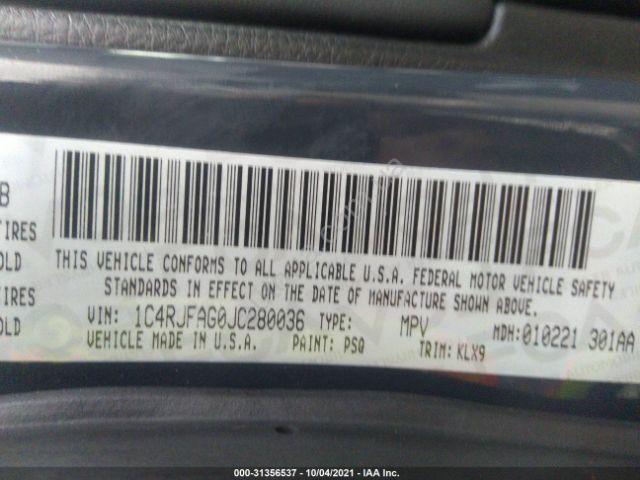 B
TIRES
OLD
TIRES
OLD
THIS VEHICLE CONFORMS TO ALL APPLICABLE U.S.A. FEDERAL MOTOR VEHICLE SAFETY
STANDARDS IN EFFECT ON THE DATE OF MANUFACTURE SHOWN ABOVE.
VIN: 1C4RJFAG0JC280036 TYPE: MPV MDH:010221 301AA
VEHICLE MADE IN U.S.A. PAINT: PSQ TRIM: KLX9
000-31356537 - 10/04/2021 - IAA Inc.